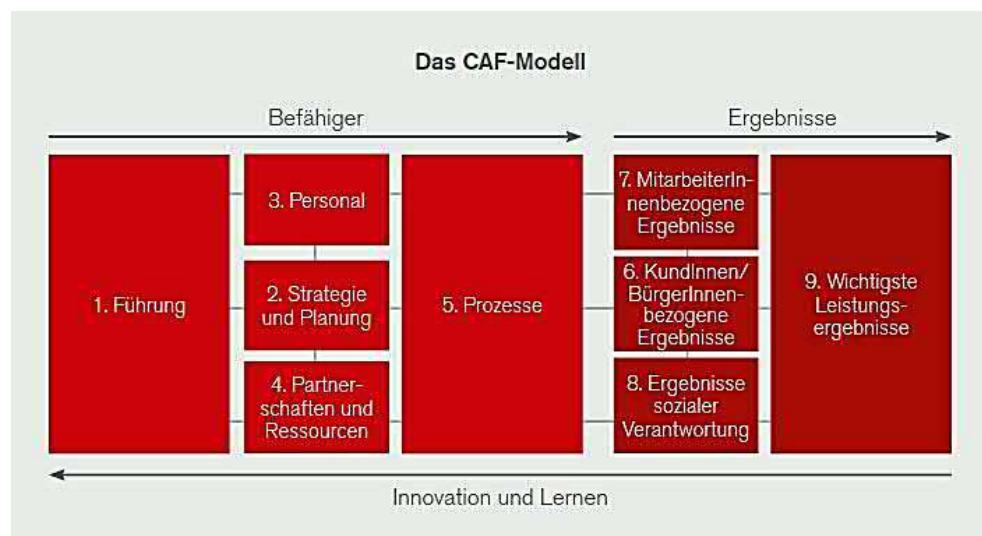 Das CAF-Modell
Befähiger
Ergebnisse
1. Führung
3. Personal
2. Strategie
und Planung
4. Partner-
schaften und
Ressourcen
5. Prozesse
7. MitarbeiterIn-
nenbezogene
Ergebnisse
6. KundInnen/
BürgerInnen-
bezogene
Ergebnisse
8. Ergebnisse
sozialer
Verantwortung
9. Wichtigste
Leistungs-
ergebnisse
Innovation und Lernen